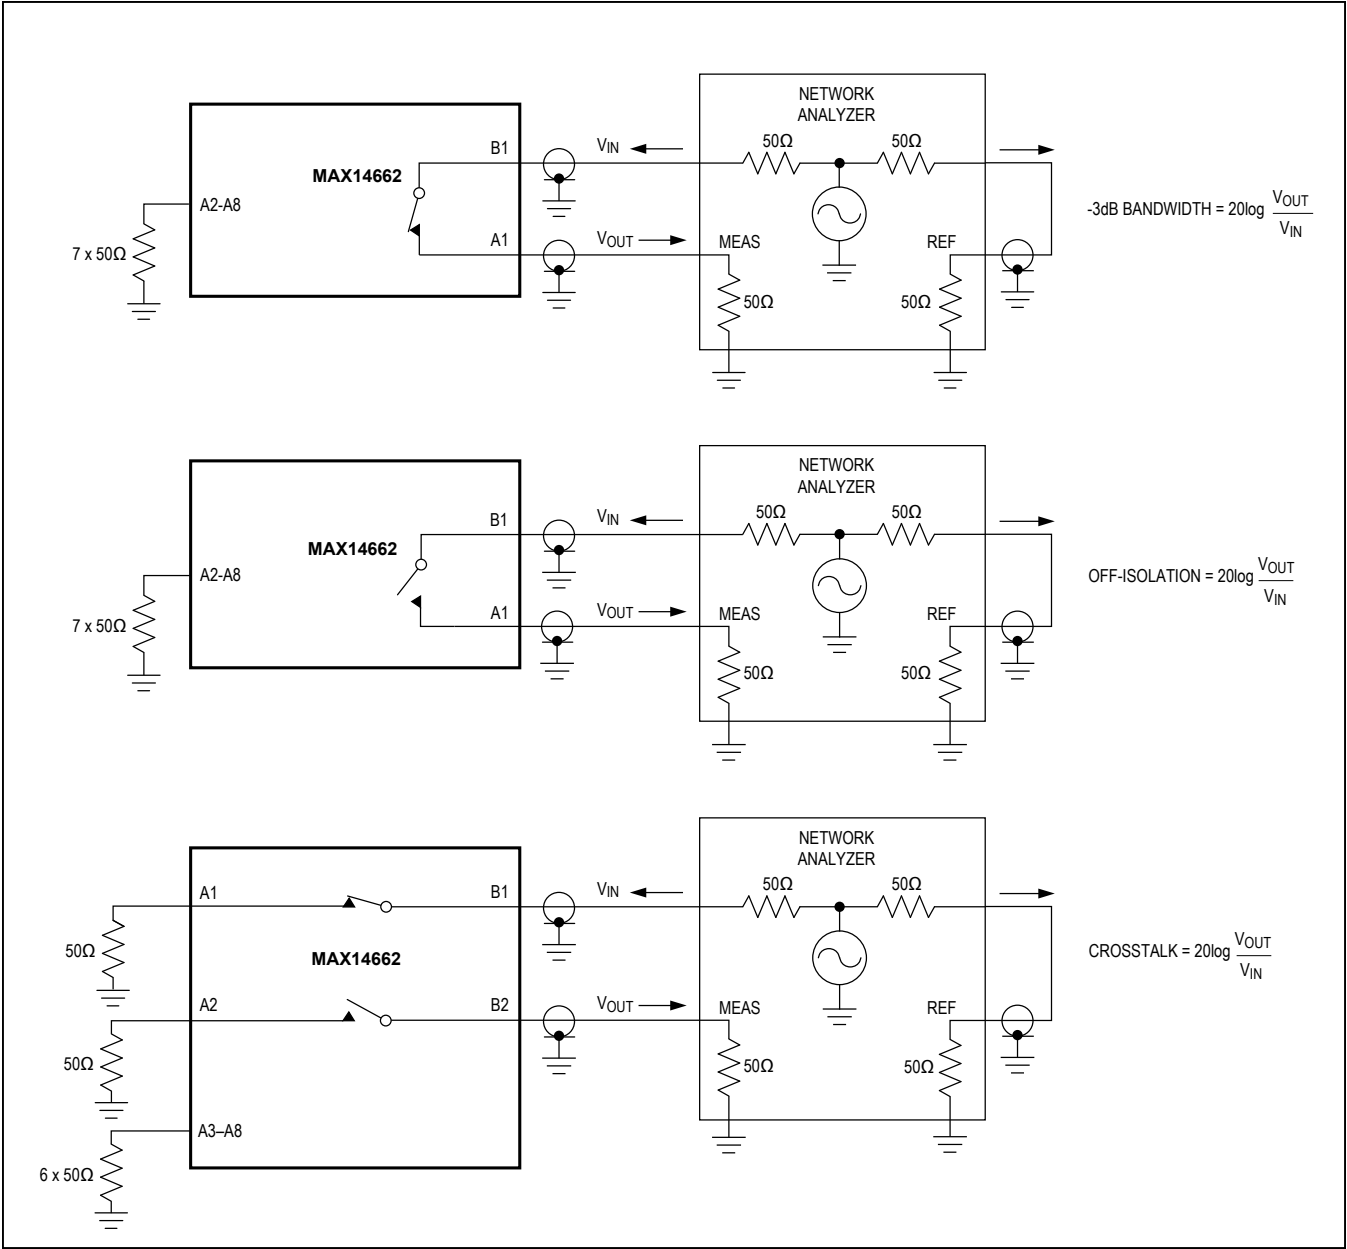 NETWORK
ANALYZER
50Ω
50Ω
B1
VIN
MAX14662
A2-A8
-3dB BANDWIDTH = 20log VOUT
VIN
7 x 50Ω
A1
VOUT
MEAS
REF
50Ω
50Ω
NETWORK
ANALYZER
50Ω
50Ω
B1
VIN
MAX14662
A2-A8
OFF-ISOLATION = 20log VOUT
VIN
7 x 50Ω
A1
VOUT
MEAS
REF
50Ω
50Ω
NETWORK
ANALYZER
50Ω
50Ω
A1
B1
VIN
50Ω
MAX14662
CROSSTALK = 20log VOUT
VIN
A2
B2
VOUT
MEAS
REF
50Ω
50Ω
50Ω
A3–A8
6 x 50Ω